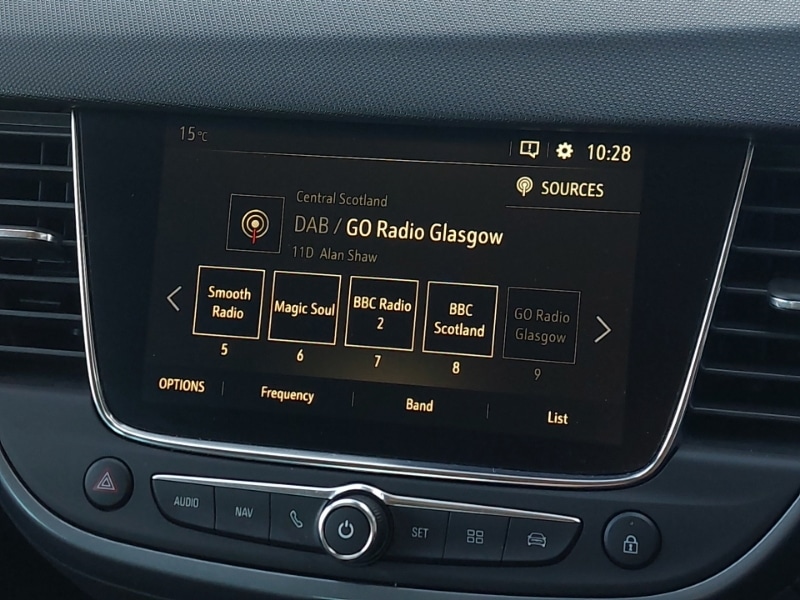 15°C
10:28
SOURCES
Central Scotland
DAB / GO Radio Glasgow
11D Alan Shaw
Smooth
Radio
5
Magic Soul
6
BBC Radio
2
7
BBC
Scotland
8
GO Radio
Glasgow
9
OPTIONS
Frequency
Band
List
AUDIO
NAV
SET